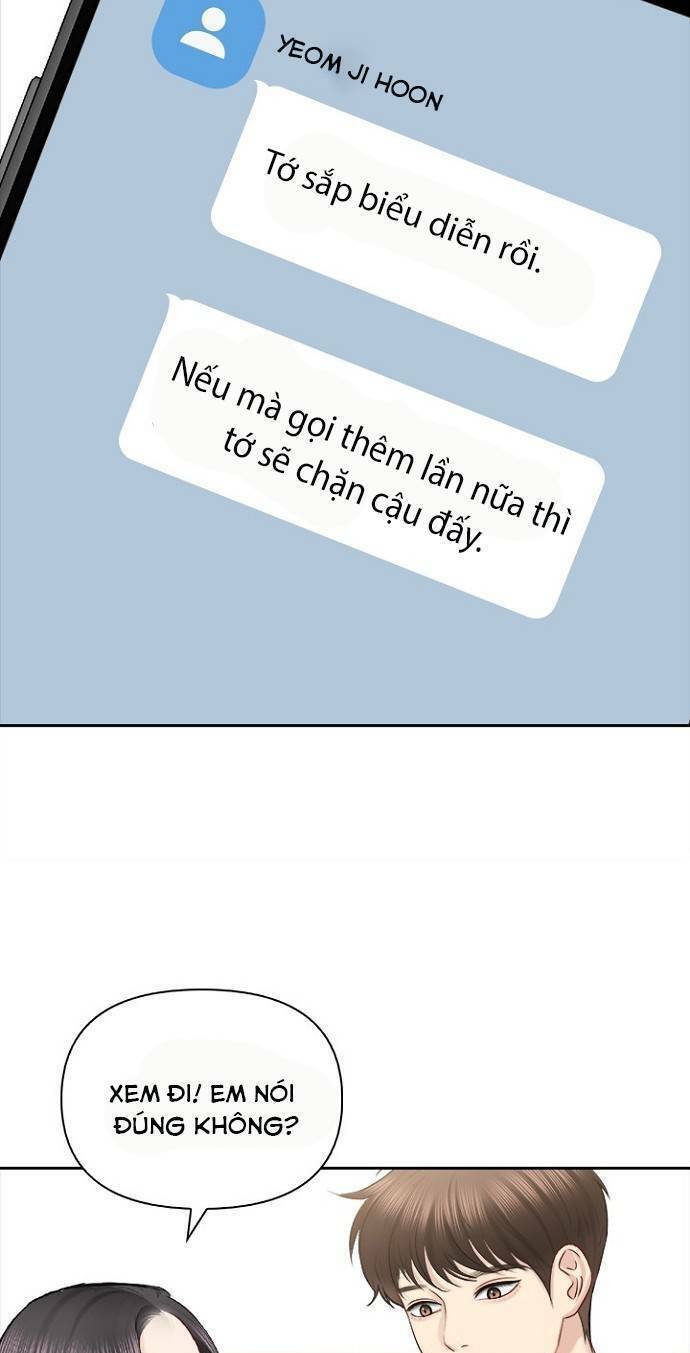 YEOM JI HOON
Tớ sắp biểu diễn rồi.
Nếu mà gọi thêm lần nữa thì
tớ sẽ chặn cậu đấy.
XEM ĐI! EM NÓI
ĐÚNG KHÔNG?